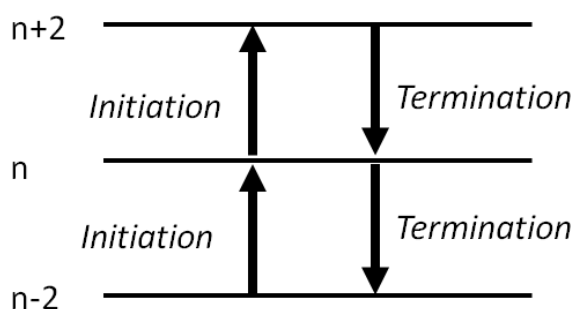 n+2
Initiation
Termination
n
Initiation
Termination
n-2